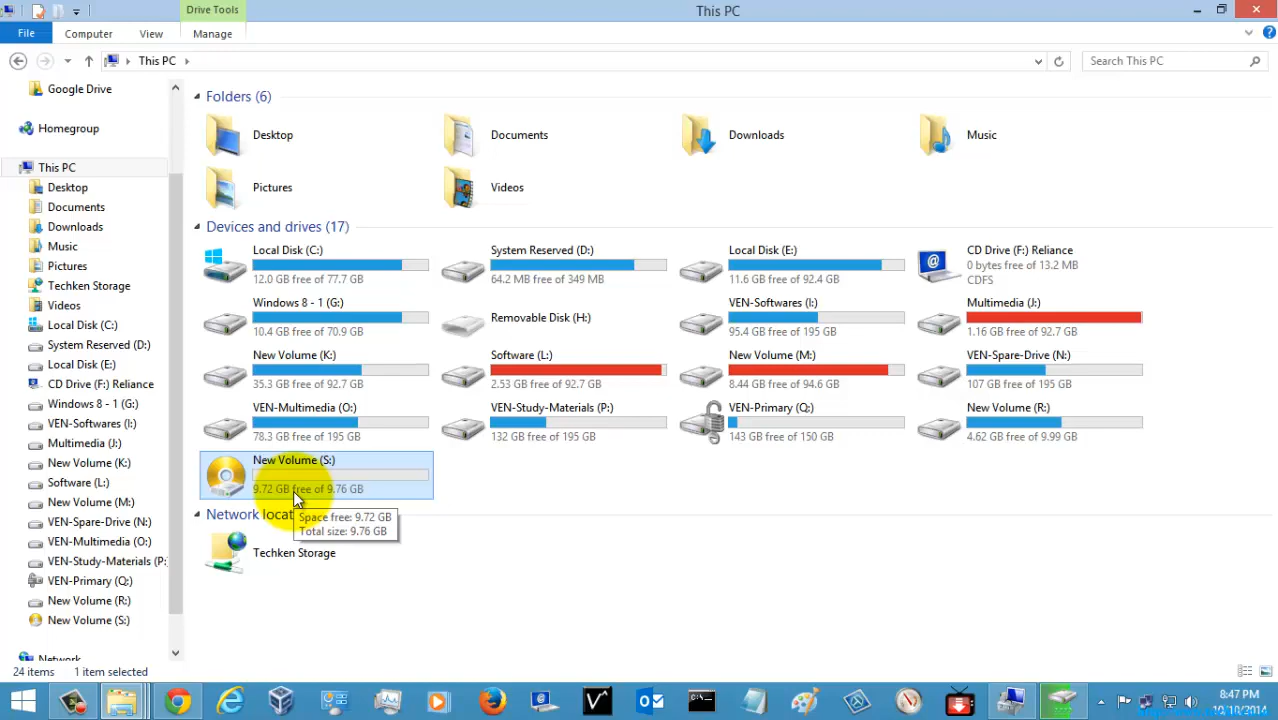 Drive Tools
This PC
File
Computer
View
Manage
This PC
Search This PC
Google Drive
Homegroup
This PC
Desktop
Documents
Downloads
Music
Pictures
Techken Storage
Videos
Local Disk (C:)
System Reserved (D:)
Local Disk (E:)
CD Drive (F:) Reliance
Windows 8 - 1 (G:)
VEN-Softwares (I:)
Multimedia (J:)
New Volume (K:)
Software (L:)
New Volume (M:)
VEN-Spare-Drive (N:)
VEN-Multimedia (O:)
VEN-Study-Materials (P:
VEN-Primary (Q:)
New Volume (R:)
New Volume (S:)
Network
Folders (6)
Desktop
Documents
Downloads
Music
Pictures
Videos
Devices and drives (17)
Local Disk (C:)
12.0 GB free of 77.7 GB
System Reserved (D:)
64.2 MB free of 349 MB
Local Disk (E:)
11.6 GB free of 92.4 GB
CD Drive (F:) Reliance
0 bytes free of 13.2 MB
CDFS
Windows 8 - 1 (G:)
10.4 GB free of 70.9 GB
Removable Disk (H:)
VEN-Softwares (I:)
95.4 GB free of 195 GB
Multimedia (J:)
1.16 GB free of 92.7 GB
New Volume (K:)
35.3 GB free of 92.7 GB
Software (L:)
2.53 GB free of 92.7 GB
New Volume (M:)
8.44 GB free of 94.6 GB
VEN-Spare-Drive (N:)
107 GB free of 195 GB
VEN-Multimedia (O:)
78.3 GB free of 195 GB
VEN-Study-Materials (P:)
132 GB free of 195 GB
VEN-Primary (Q:)
143 GB free of 150 GB
New Volume (R:)
4.62 GB free of 9.99 GB
New Volume (S:)
9.72 GB free of 9.76 GB
Network locat
Space free: 9.72 GB
Total size: 9.76 GB
Techken Storage
24 items
1 item selected
8:47 PM
10/10/2014